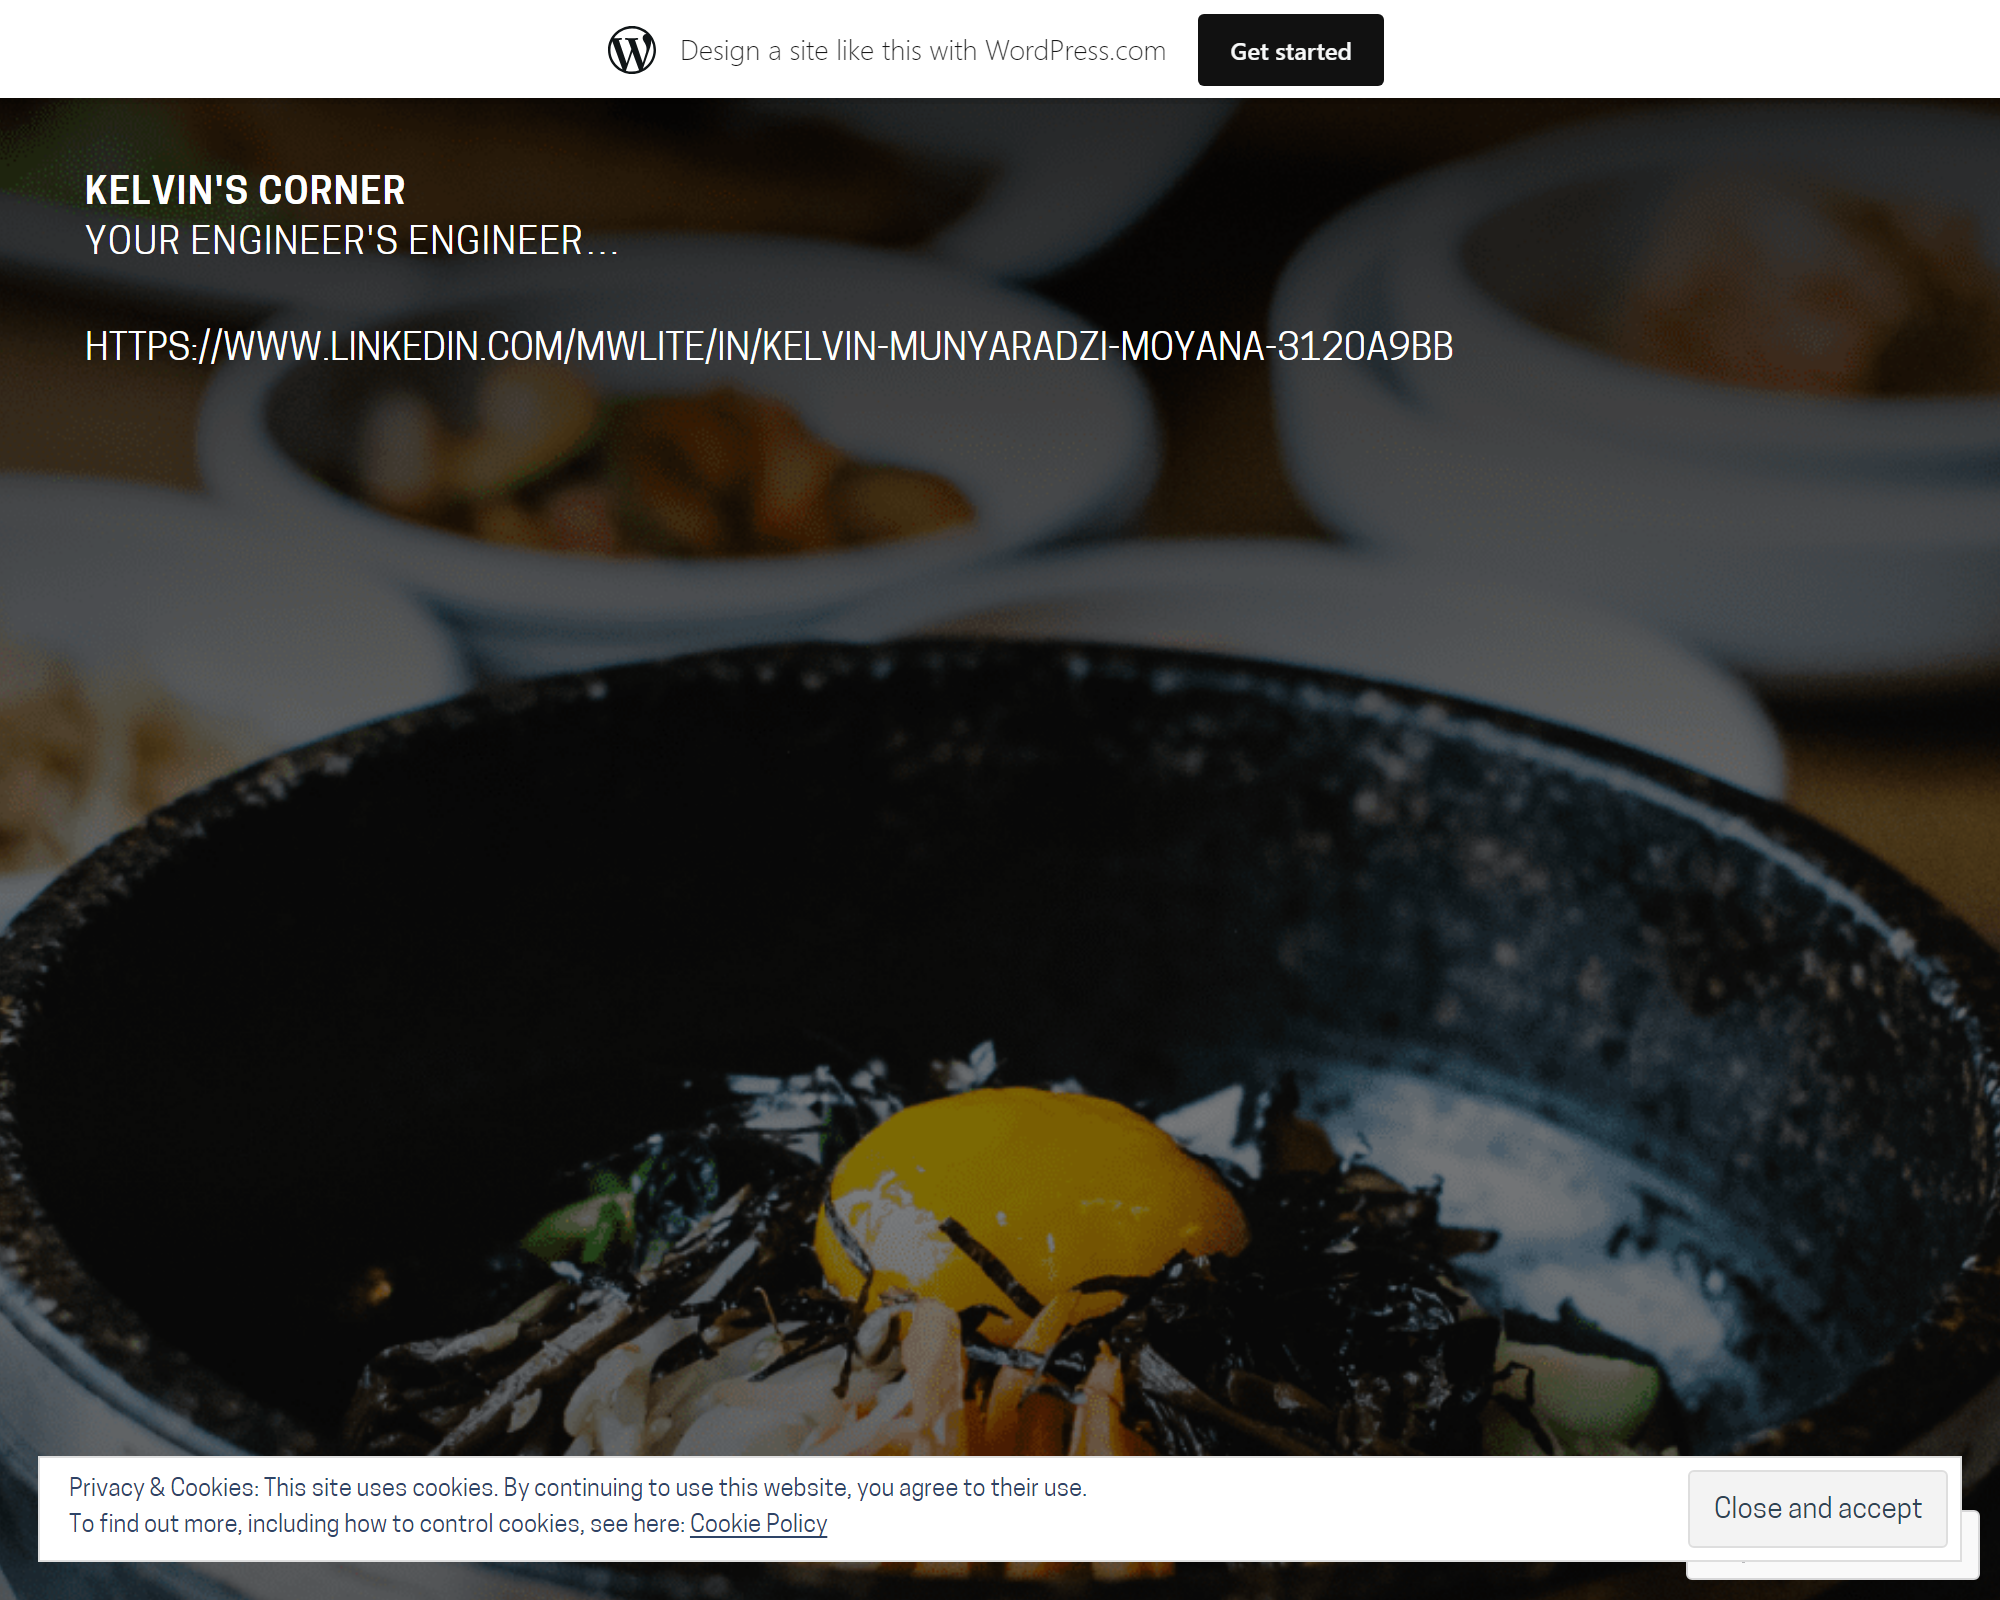 Design a site like this with WordPress.com
Get started
KELVIN'S CORNER
YOUR ENGINEER'S ENGINEER...
HTTPS://WWW.LINKEDIN.COM/MWLITE/IN/KELVIN-MUNYARADZI-MOYANA-3120A9BB
Privacy & Cookies: This site uses cookies. By continuing to use this website, you agree to their use.
To find out more, including how to control cookies, see here: Cookie Policy
Close and accept